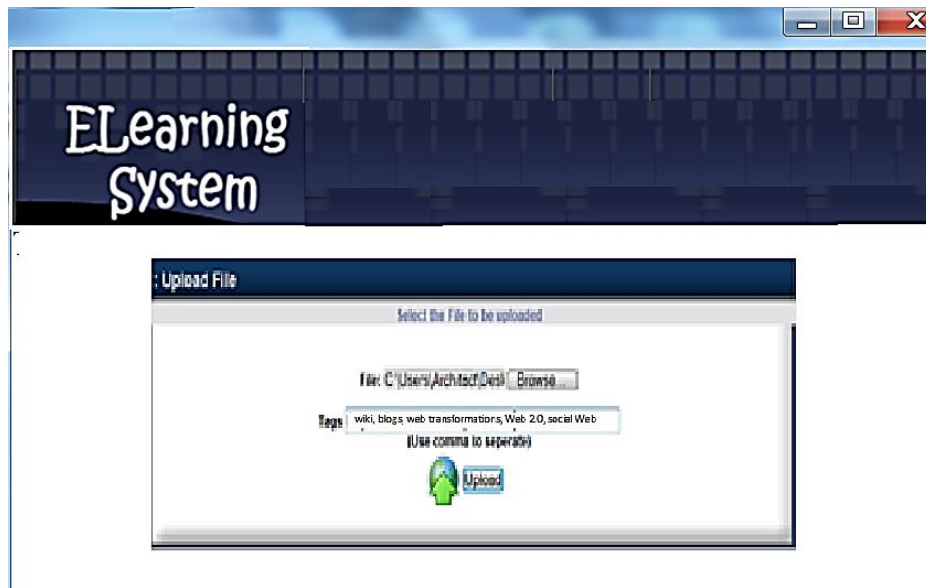 ELearning
System
: Upload File
Select the File to be uploaded
File: C:\Users\Architect\Desk Browse...
Tags wiki, blogs, web transformations, Web 2.0, social Web
(Use comma to seperate)
Upload